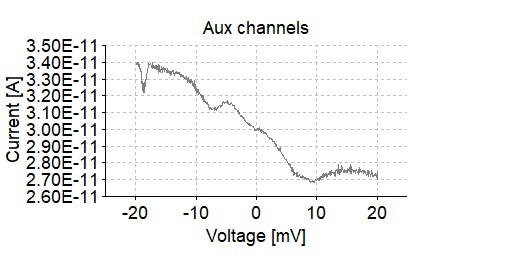 Aux channels
3.50E-11
3.40E-11
3.30E-11
3.20E-11
3.10E-11
3.00E-11
2.90E-11
2.80E-11
2.70E-11
2.60E-11
Current [A]
-20 -10 0 10 20
Voltage [mV]